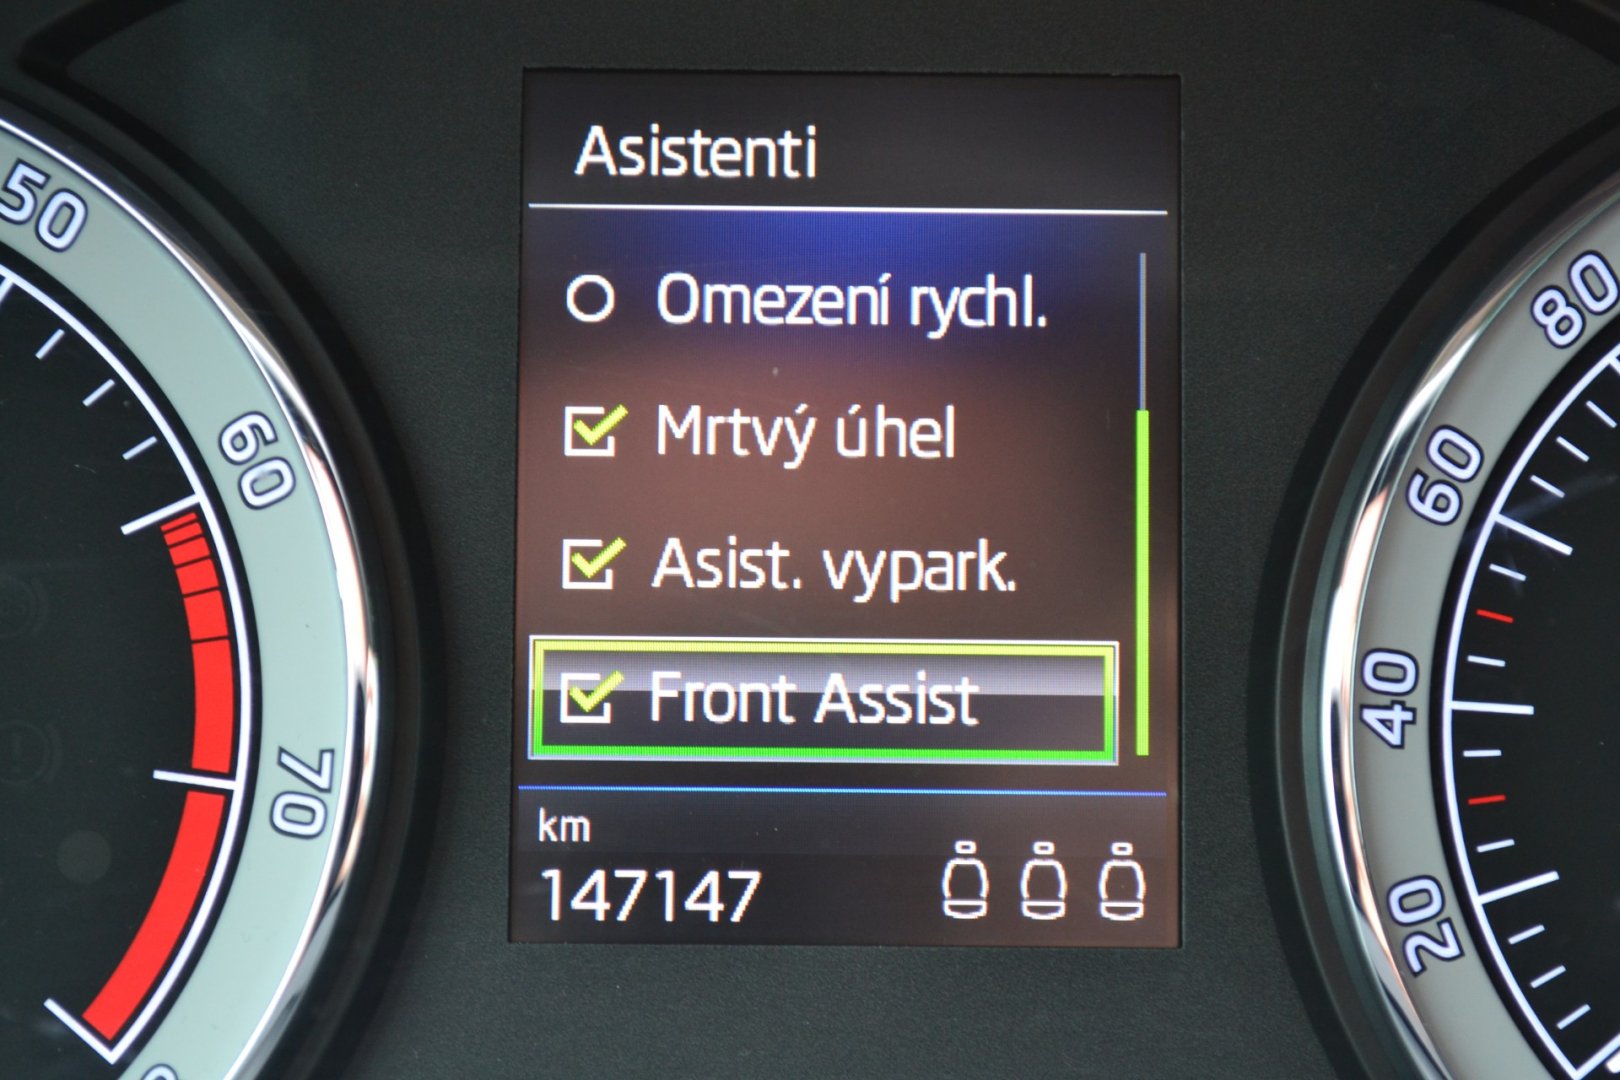 Asistenti
Omezení rychl.
Mrtvý úhel
Asist. vypark.
Front Assist
km
147147
50
60
70
80
60
40
20